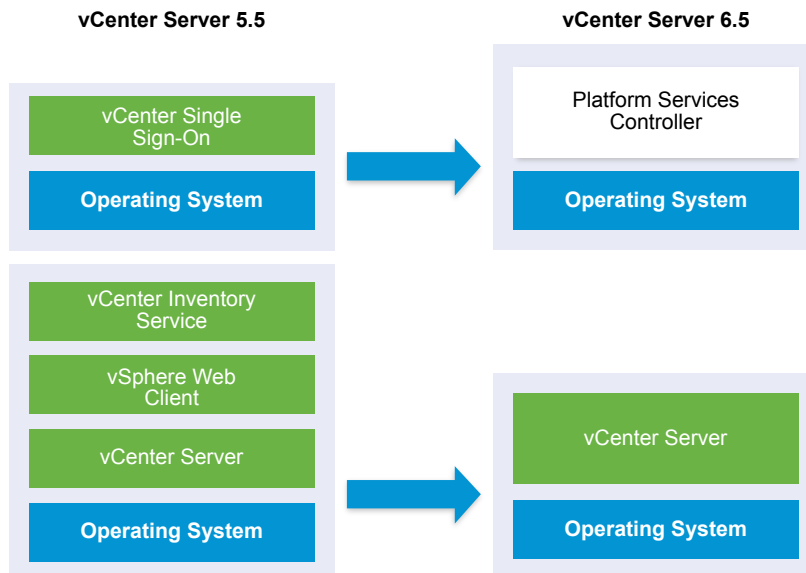 vCenter Server 5.5
vCenter Server 6.5
vCenter Single
Sign-On
Operating System
Platform Services
Controller
Operating System
vCenter Inventory
Service
vSphere Web
Client
vCenter Server
Operating System
vCenter Server
Operating System